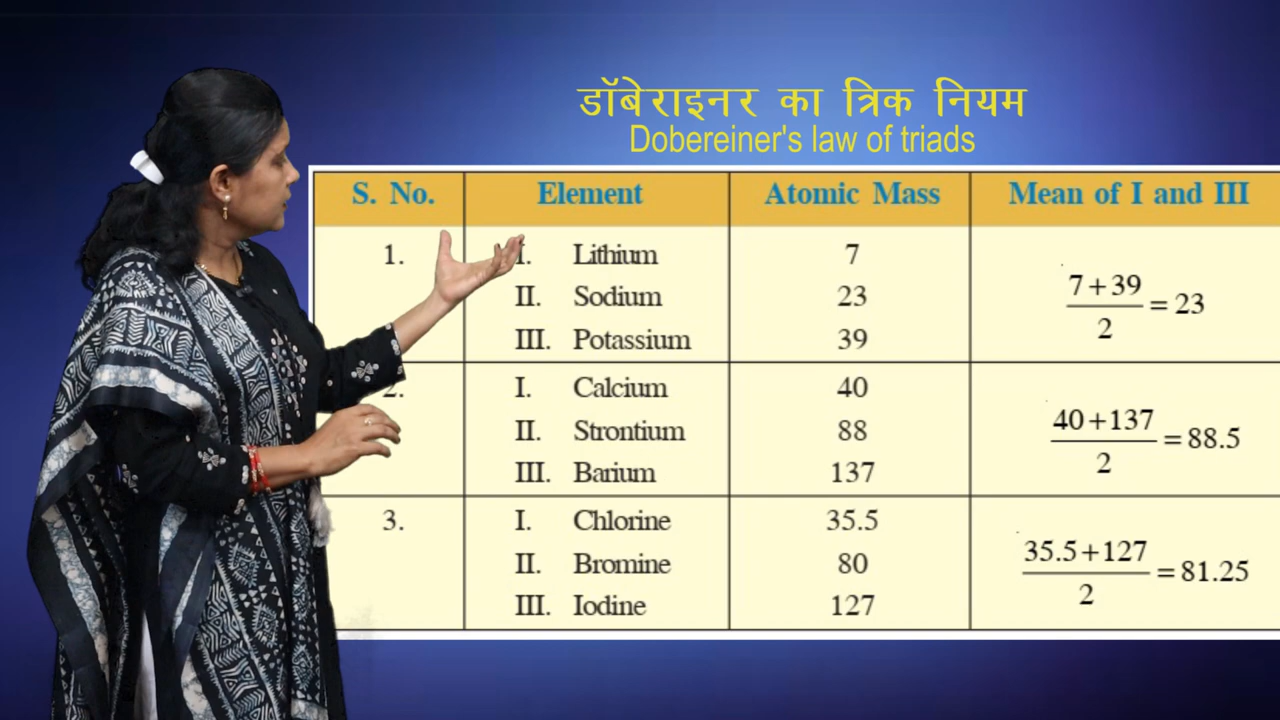 डॉबेराइनर का त्रिक नियम
Dobereiner's law of triads
S. No. Element Atomic Mass Mean of I and III
1. I. Lithium 7
II. Sodium 23
III. Potassium 39
7+39 / 2 = 23
2. I. Calcium 40
II. Strontium 88
III. Barium 137
40+137 / 2 = 88.5
3. I. Chlorine 35.5
II. Bromine 80
III. Iodine 127
35.5+127 / 2 = 81.25